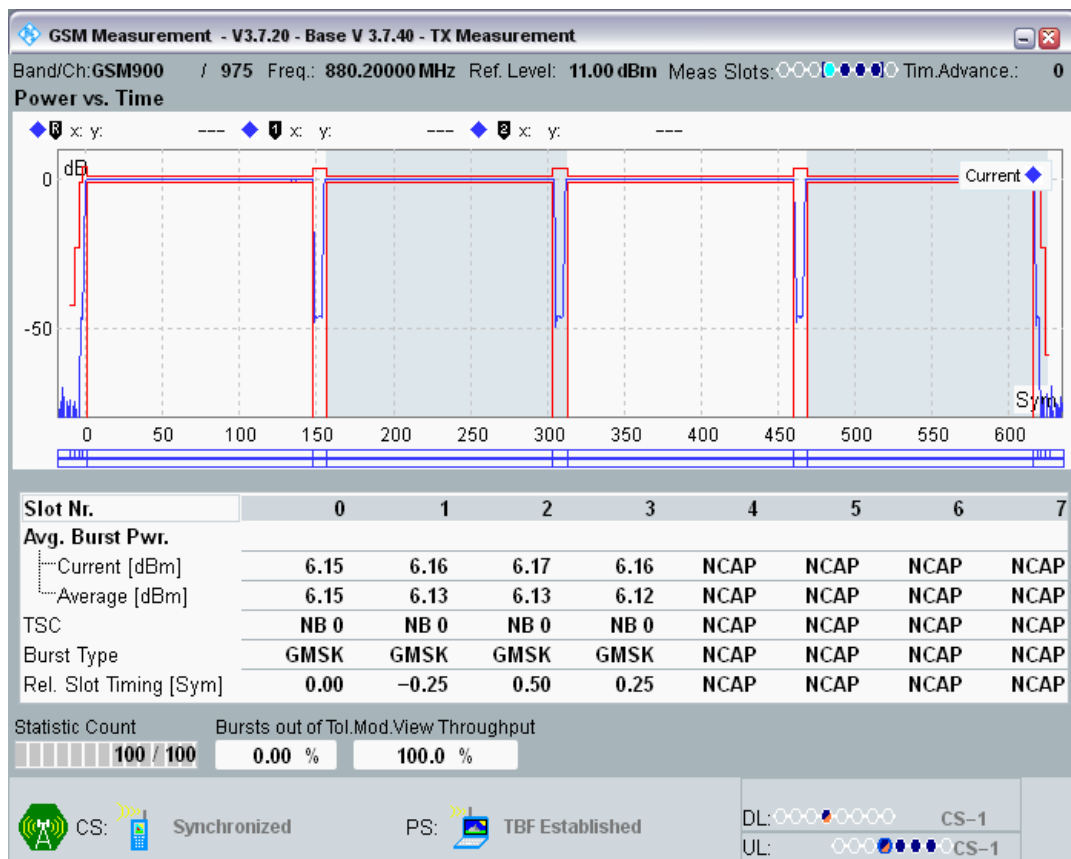 GSM Measurement - V3.7.20 - Base V 3.7.40 - TX Measurement
Band/Ch:GSM900 / 975 Freq.: 880.20000 MHz Ref. Level: 11.00 dBm Meas Slots: Tim.Advance.: 0
Power vs. Time
R x: y: --- 1 x: y: --- 2 x: y: ---
dB
Current
0
-50
Sym
0 50 100 150 200 250 300 350 400 450 500 550 600
Slot Nr. 0 1 2 3 4 5 6 7
Avg. Burst Pwr.
Current [dBm] 6.15 6.16 6.17 6.16 NCAP NCAP NCAP NCAP
Average [dBm] 6.15 6.13 6.13 6.12 NCAP NCAP NCAP NCAP
TSC NB 0 NB 0 NB 0 NB 0 NCAP NCAP NCAP NCAP
Burst Type GMSK GMSK GMSK GMSK NCAP NCAP NCAP NCAP
Rel. Slot Timing [Sym] 0.00 −0.25 0.50 0.25 NCAP NCAP NCAP NCAP
Statistic Count Bursts out of Tol.Mod.View Throughput
100 / 100 0.00 % 100.0 %
CS: Synchronized PS: TBF Established
DL: CS−1
UL: CS−1